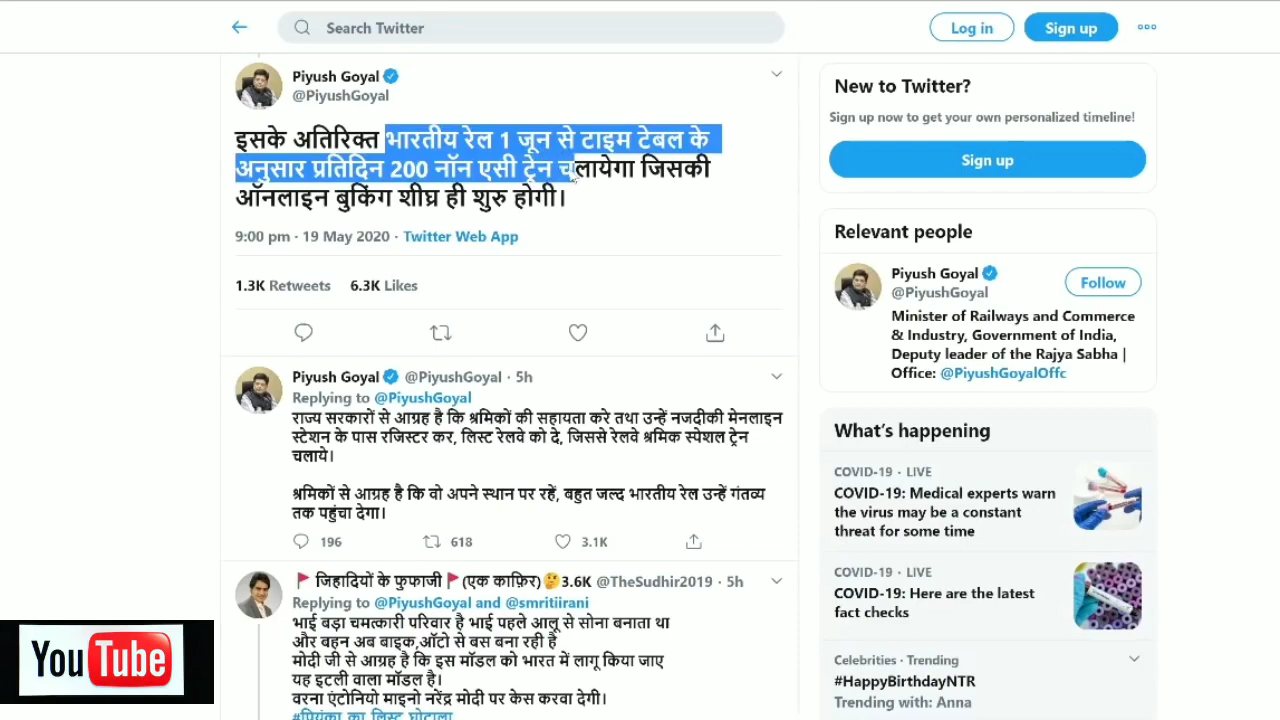 Search Twitter
Log in
Sign up
Piyush Goyal
@PiyushGoyal
इसके अतिरिक्त भारतीय रेल 1 जून से टाइम टेबल के
अनुसार प्रतिदिन 200 नॉन एसी ट्रेन चलायेगा जिसकी
ऑनलाइन बुकिंग शीघ्र ही शुरु होगी।
9:00 pm · 19 May 2020 · Twitter Web App
1.3K Retweets 6.3K Likes
Piyush Goyal @PiyushGoyal · 5h
Replying to @PiyushGoyal
राज्य सरकारों से आग्रह है कि श्रमिकों की सहायता करे तथा उन्हें नजदीकी मेनलाइन
स्टेशन के पास रजिस्टर कर, लिस्ट रेलवे को दे, जिससे रेलवे श्रमिक स्पेशल ट्रेन
चलाये।
श्रमिकों से आग्रह है कि वो अपने स्थान पर रहें, बहुत जल्द भारतीय रेल उन्हें गंतव्य
तक पहुंचा देगा।
196 618 3.1K
🚩जिहादियों के फुफाजी🚩(एक काफ़िर)🤔3.6K @TheSudhir2019 · 5h
Replying to @PiyushGoyal and @smritiirani
भाई बड़ा चमत्कारी परिवार है भाई पहले आलू से सोना बनाता था
और बहन अब बाइक,ऑटो से बस बना रही है
मोदी जी से आग्रह है कि इस मॉडल को भारत में लागू किया जाए
यह इटली वाला मॉडल है।
वरना एंटोनियो माइनो नरेंद्र मोदी पर केस करवा देगी।
#प्रियंका_का_लिस्ट_घोटाला
New to Twitter?
Sign up now to get your own personalized timeline!
Sign up
Relevant people
Piyush Goyal
@PiyushGoyal
Follow
Minister of Railways and Commerce
& Industry, Government of India,
Deputy leader of the Rajya Sabha |
Office: @PiyushGoyalOffc
What's happening
COVID-19 · LIVE
COVID-19: Medical experts warn
the virus may be a constant
threat for some time
COVID-19 · LIVE
COVID-19: Here are the latest
fact checks
Celebrities · Trending
#HappyBirthdayNTR
Trending with: Anna
YouTube